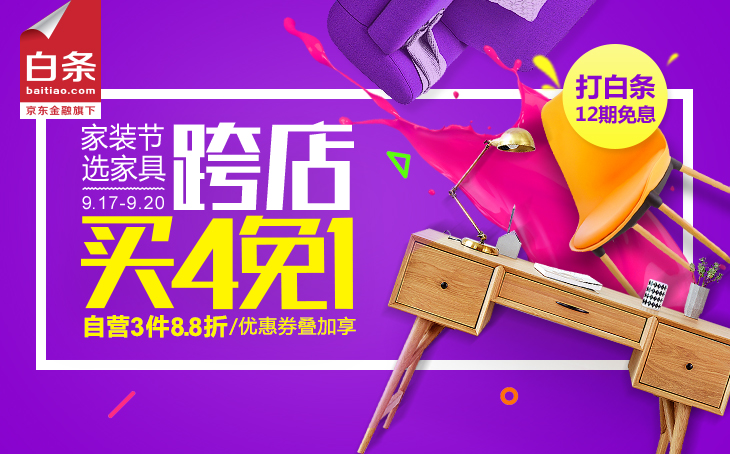 白条
baitiao.com
京东金融旗下
打白条
12期免息
家装节
选家具
9.17-9.20
跨店
买4免1
自营3件8.8折/优惠券叠加享